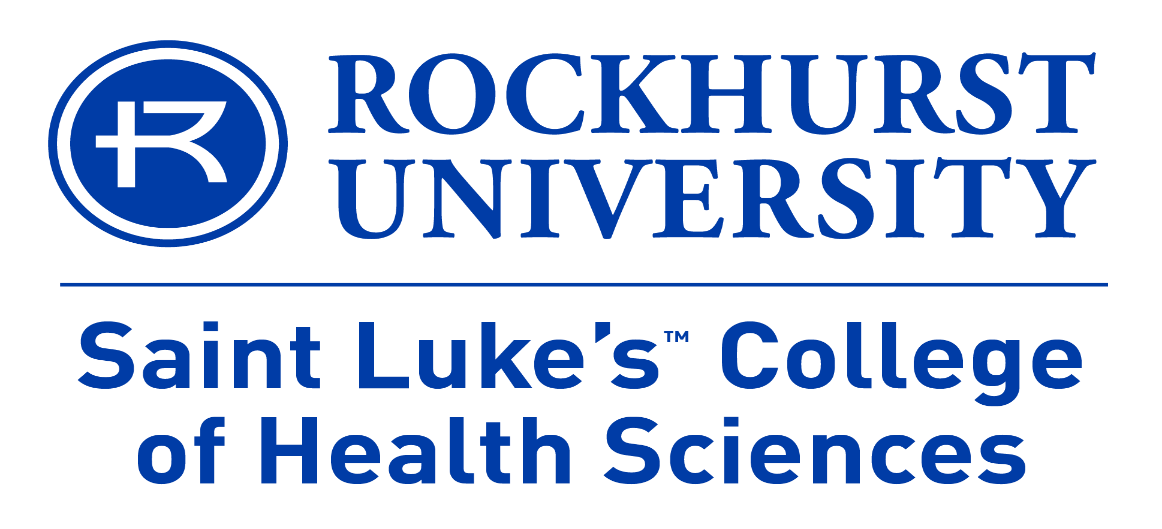 R
ROCKHURST
UNIVERSITY
Saint Luke's™ College
of Health Sciences